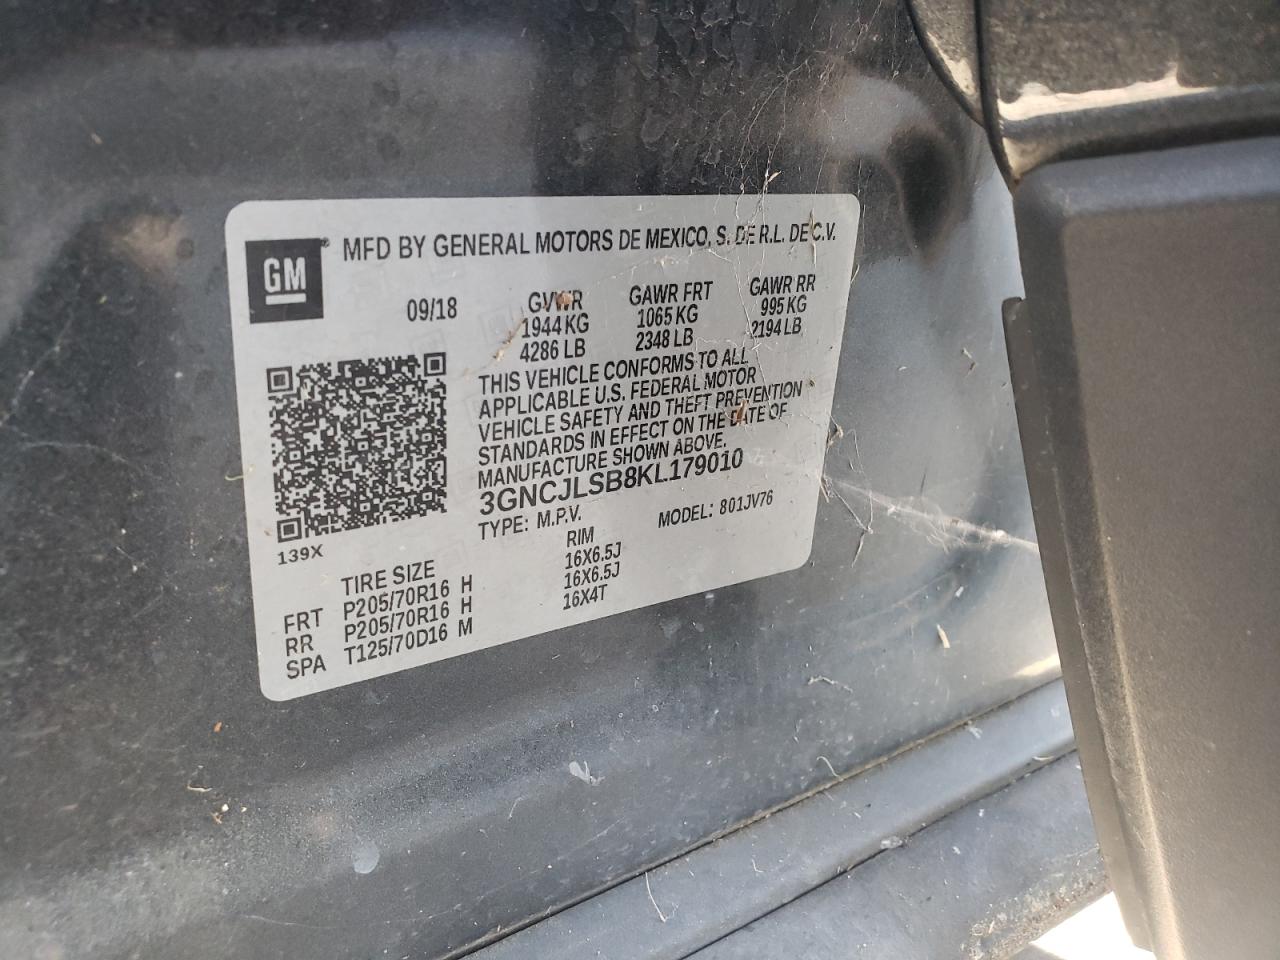 GM
MFD BY GENERAL MOTORS DE MEXICO, S. DE R.L. DE C.V.
09/18 GVWR GAWR FRT GAWR RR
1944 KG 1065 KG 995 KG
4286 LB 2348 LB 2194 LB
THIS VEHICLE CONFORMS TO ALL
APPLICABLE U.S. FEDERAL MOTOR
VEHICLE SAFETY AND THEFT PREVENTION
STANDARDS IN EFFECT ON THE DATE OF
MANUFACTURE SHOWN ABOVE.
3GNCJLSB8KL179010
TYPE: M.P.V. MODEL: 801JV76
139X
TIRE SIZE RIM
FRT P205/70R16 H 16X6.5J
RR P205/70R16 H 16X6.5J
SPA T125/70D16 M 16X4T